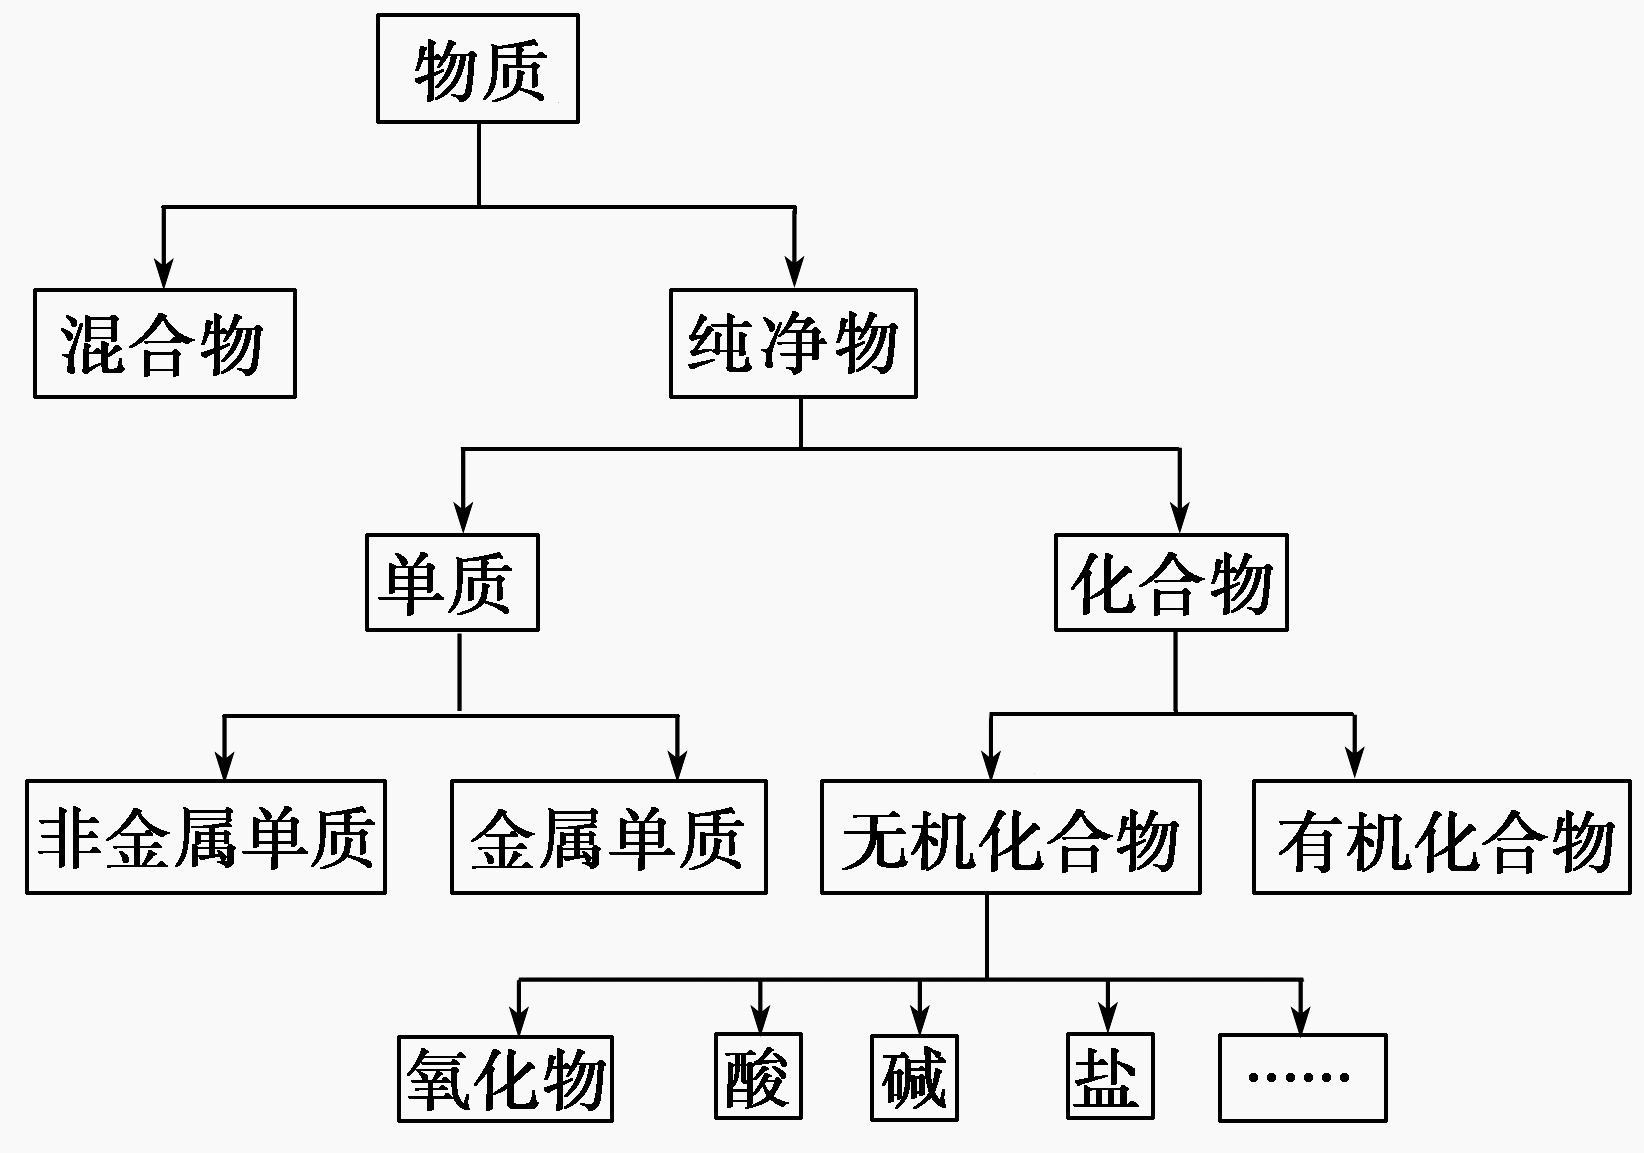 物质
混合物
纯净物
单质
化合物
非金属单质
金属单质
无机化合物
有机化合物
氧化物
酸
碱
盐
……